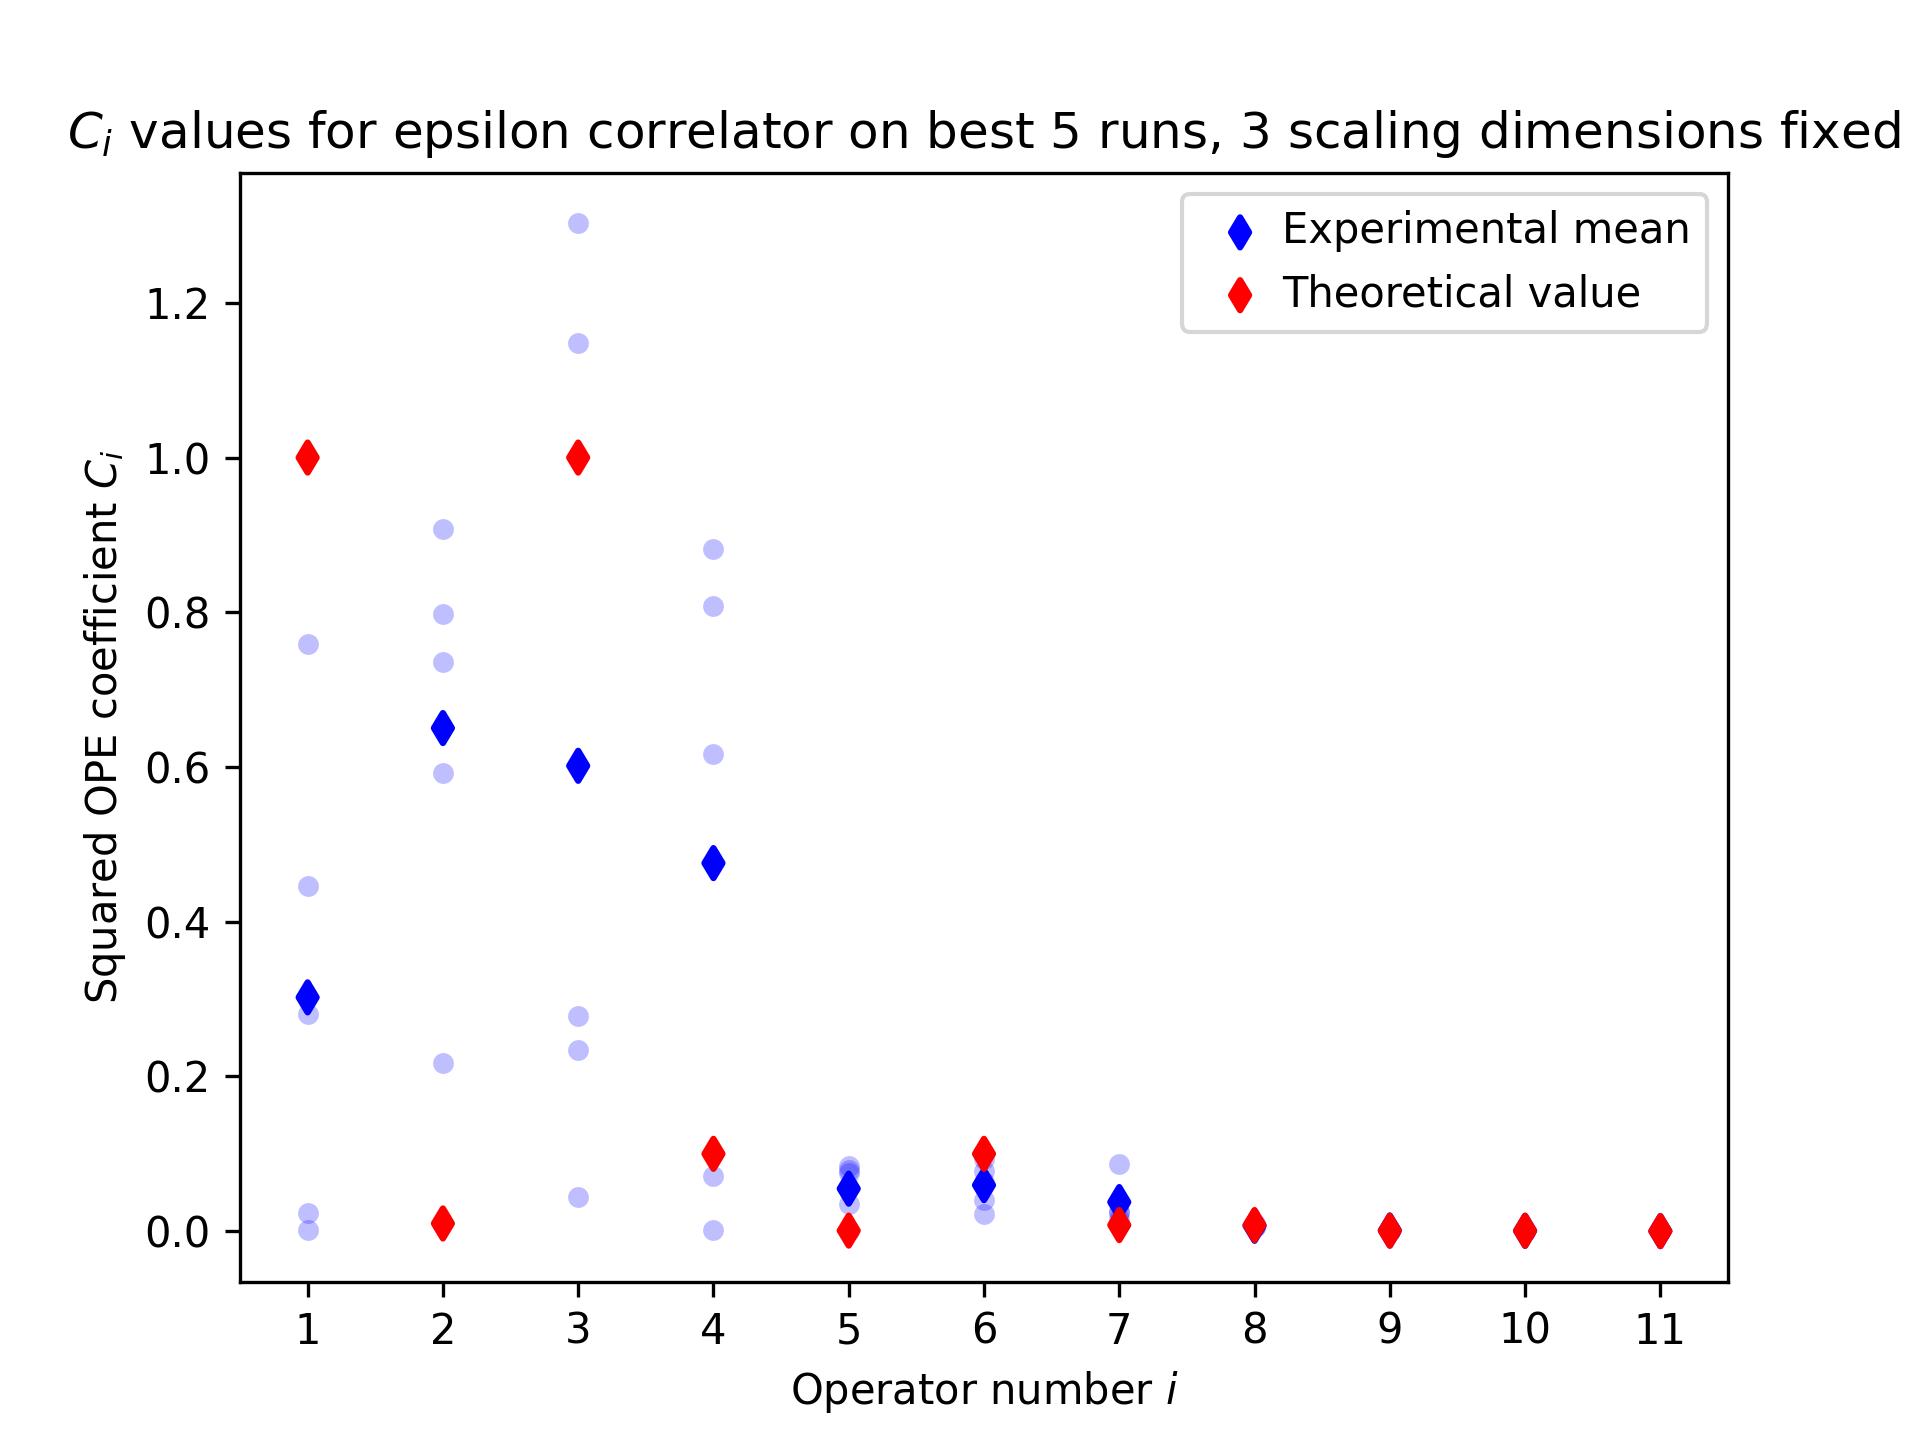 C_i values for epsilon correlator on best 5 runs, 3 scaling dimensions fixed
Experimental mean
Theoretical value
Squared OPE coefficient C_i
1.2
1.0
0.8
0.6
0.4
0.2
0.0
1 2 3 4 5 6 7 8 9 10 11
Operator number i